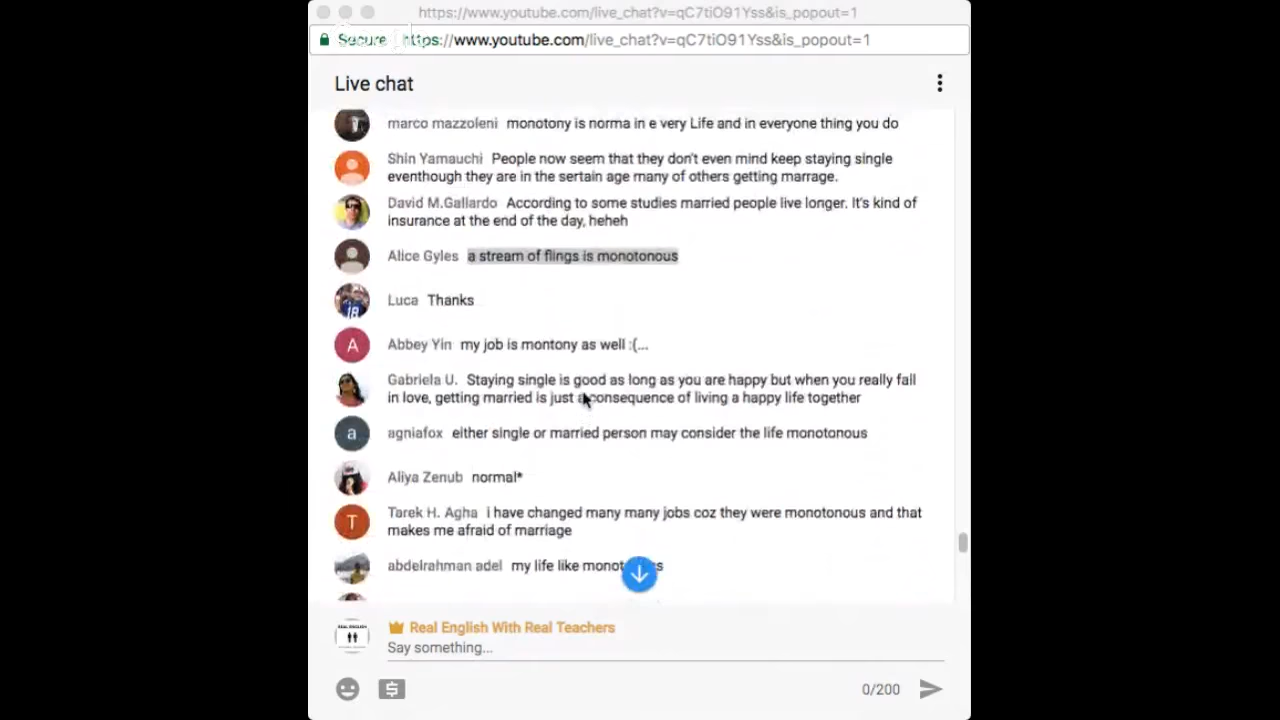 https://www.youtube.com/live_chat?v=qC7tiO91Yss&is_popout=1
Secure https://www.youtube.com/live_chat?v=qC7tiO91Yss&is_popout=1
Live chat
marco mazzoleni monotony is norma in e very Life and in everyone thing you do
Shin Yamauchi People now seem that they don't even mind keep staying single
eventhough they are in the sertain age many of others getting marrage.
David M.Gallardo According to some studies married people live longer. It's kind of
insurance at the end of the day, heheh
Alice Gyles a stream of flings is monotonous
Luca Thanks
18
A
Abbey Yin my job is montony as well :(...
Gabriela U. Staying single is good as long as you are happy but when you really fall
in love, getting married is just a consequence of living a happy life together
a
agniafox either single or married person may consider the life monotonous
Aliya Zenub normal*
T
Tarek H. Agha i have changed many many jobs coz they were monotonous and that
makes me afraid of marriage
abdelrahman adel my life like
REAL ENGLISH
Real English With Real Teachers
Say something...
0/200